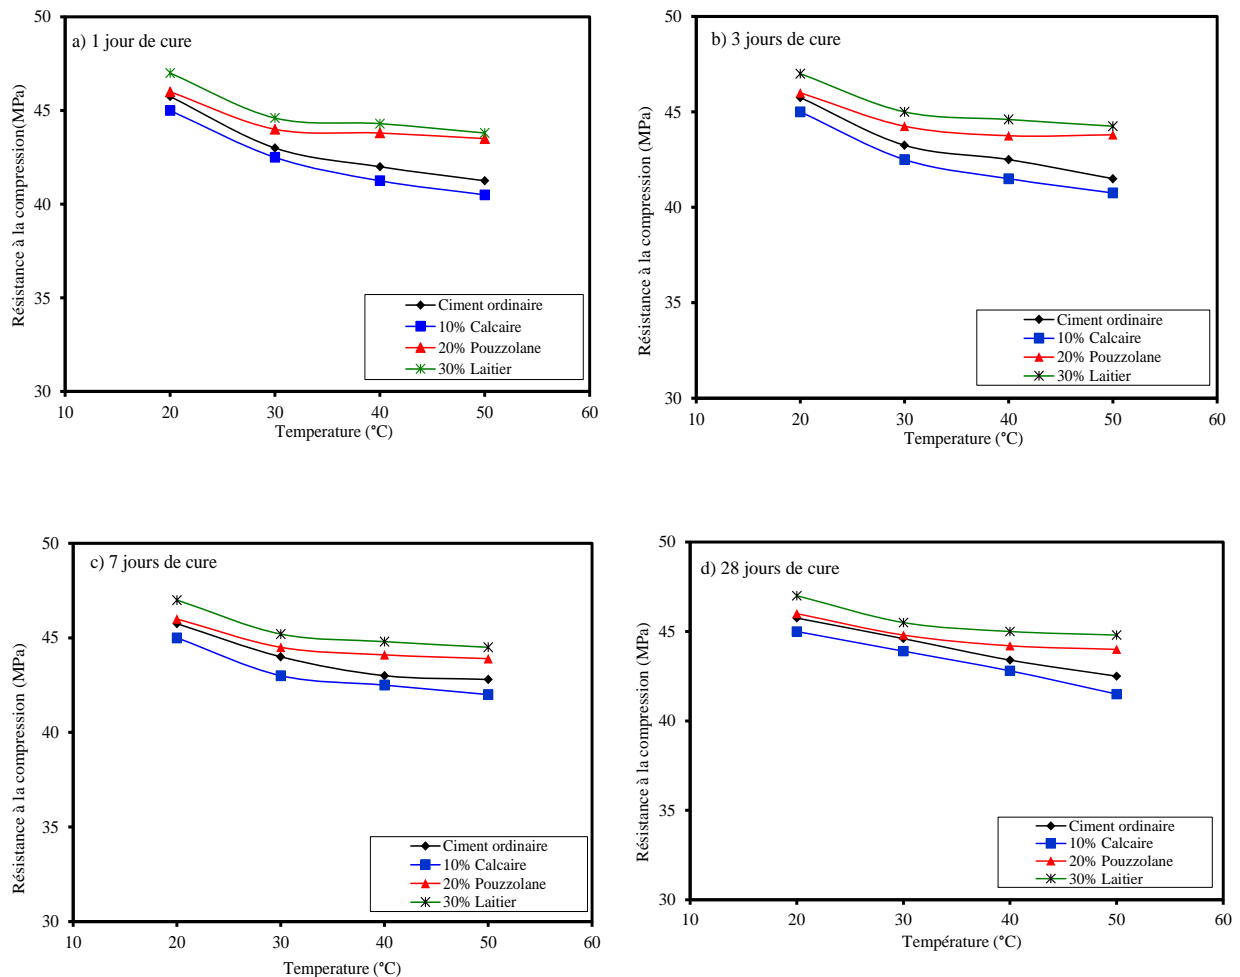 a) 1 jour de cure
Résistance à la compression(MPa)
50
45
40
35
30
10
20
30
40
50
60
Temperature (°C)
Ciment ordinaire
10% Calcaire
20% Pouzzolane
30% Laitier
b) 3 jours de cure
Résistance à la compression (MPa)
50
45
40
35
30
10
20
30
40
50
60
Temperature (°C)
Ciment ordinaire
10% Calcaire
20% Pouzzolane
30% Laitier
c) 7 jours de cure
Résistance à la compression (MPa)
50
45
40
35
30
10
20
30
40
50
60
Temperature (°C)
Ciment ordinaire
10% Calcaire
20% Pouzzolane
30% Laitier
d) 28 jours de cure
Résistance à la compression (MPa)
50
45
40
35
30
10
20
30
40
50
60
Température (°C)
Ciment ordinaire
10% Calcaire
20% Pouzzolane
30% Laitier